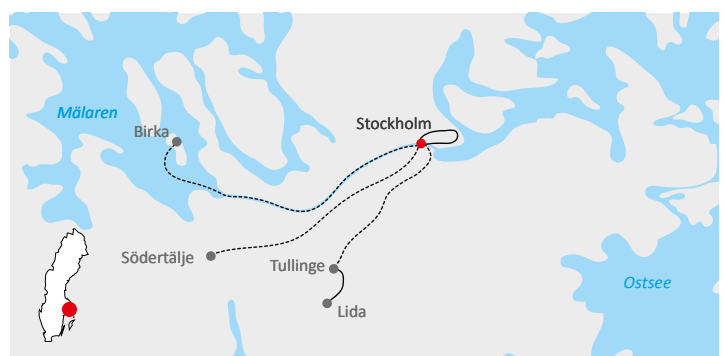 Mälaren
Stockholm
Birka
Södertälje
Tullinge
Ostsee
Lida